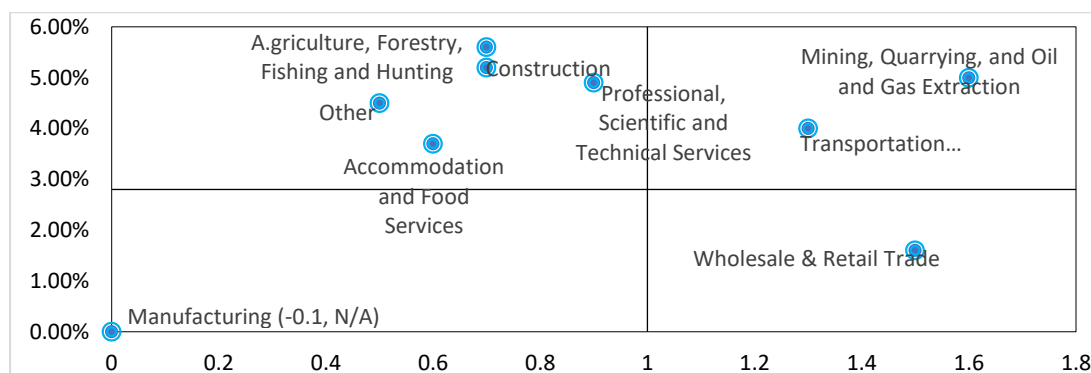 6.00%
5.00%
4.00%
3.00%
2.00%
1.00%
0.00%
A.griculture, Forestry,
Fishing and Hunting
Construction
Mining, Quarrying, and Oil
and Gas Extraction
Other
Professional,
Scientific and
Technical Services
Transportation...
Accommodation
and Food
Services
Wholesale & Retail Trade
Manufacturing (-0.1, N/A)
0 0.2 0.4 0.6 0.8 1 1.2 1.4 1.6 1.8